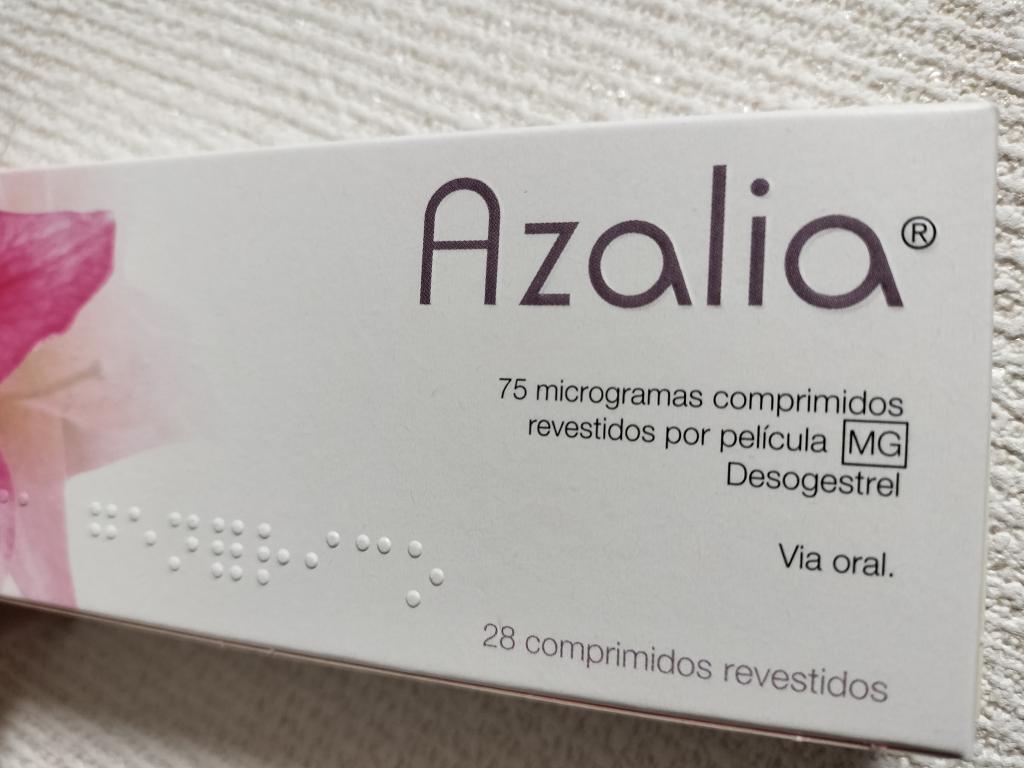 Azalia®
75 microgramas comprimidos
revestidos por película MG
Desogestrel
Via oral.
28 comprimidos revestidos